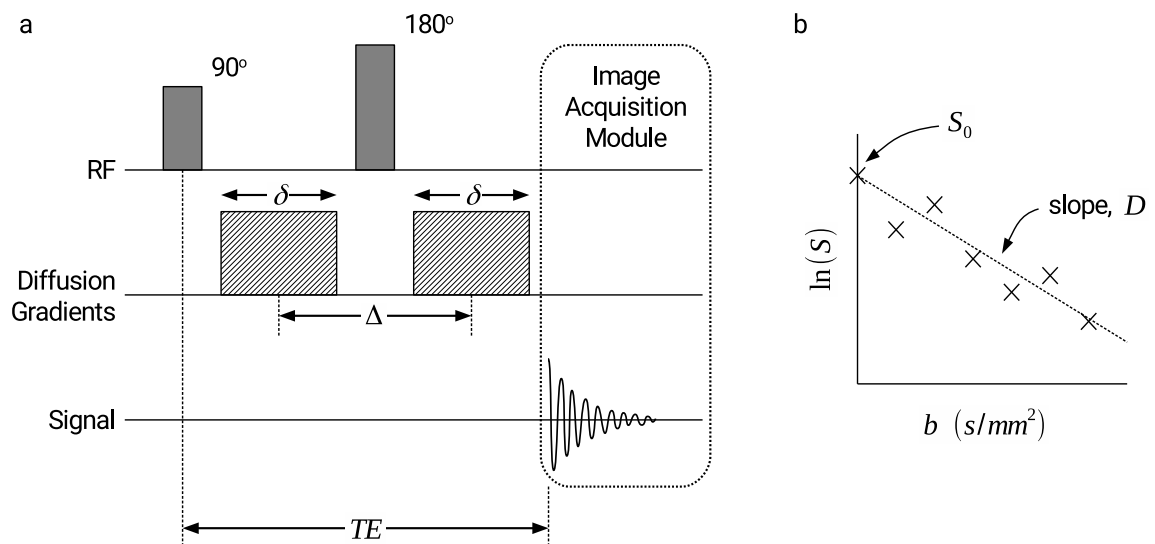 a
b
180°
90°
Image
Acquisition
Module
S₀
RF
δ
δ
slope, D
ln(S)
Diffusion
Gradients
Δ
Signal
b (s/mm²)
TE